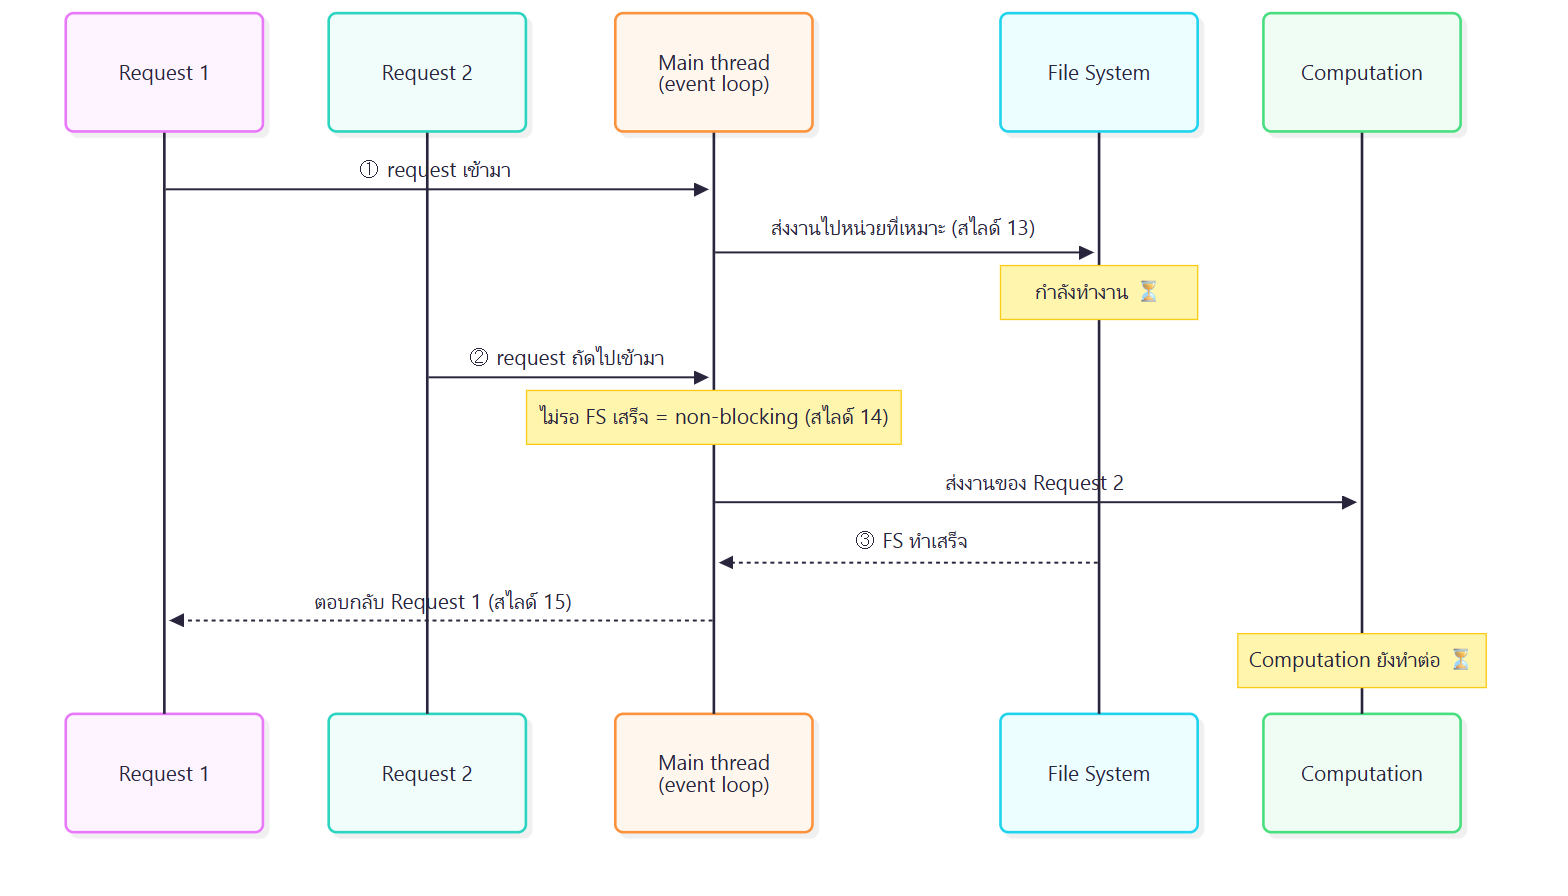 Request 1
Request 2
Main thread
(event loop)
File System
Computation
① request เข้ามา
ส่งงานไปหน่วยที่เหมาะ (สไลด์ 13)
กำลังทำงาน ⏳
② request ถัดไปเข้ามา
ไม่รอ FS เสร็จ = non-blocking (สไลด์ 14)
ส่งงานของ Request 2
③ FS ทำเสร็จ
ตอบกลับ Request 1 (สไลด์ 15)
Computation ยังทำต่อ ⏳
Request 1
Request 2
Main thread
(event loop)
File System
Computation